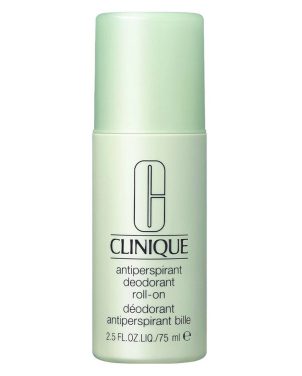 C
CLINIQUE
antiperspirant
deodorant
roll-on
déodorant
antiperspirant bille
2.5 FL.OZ.LIQ./75 ml ℮